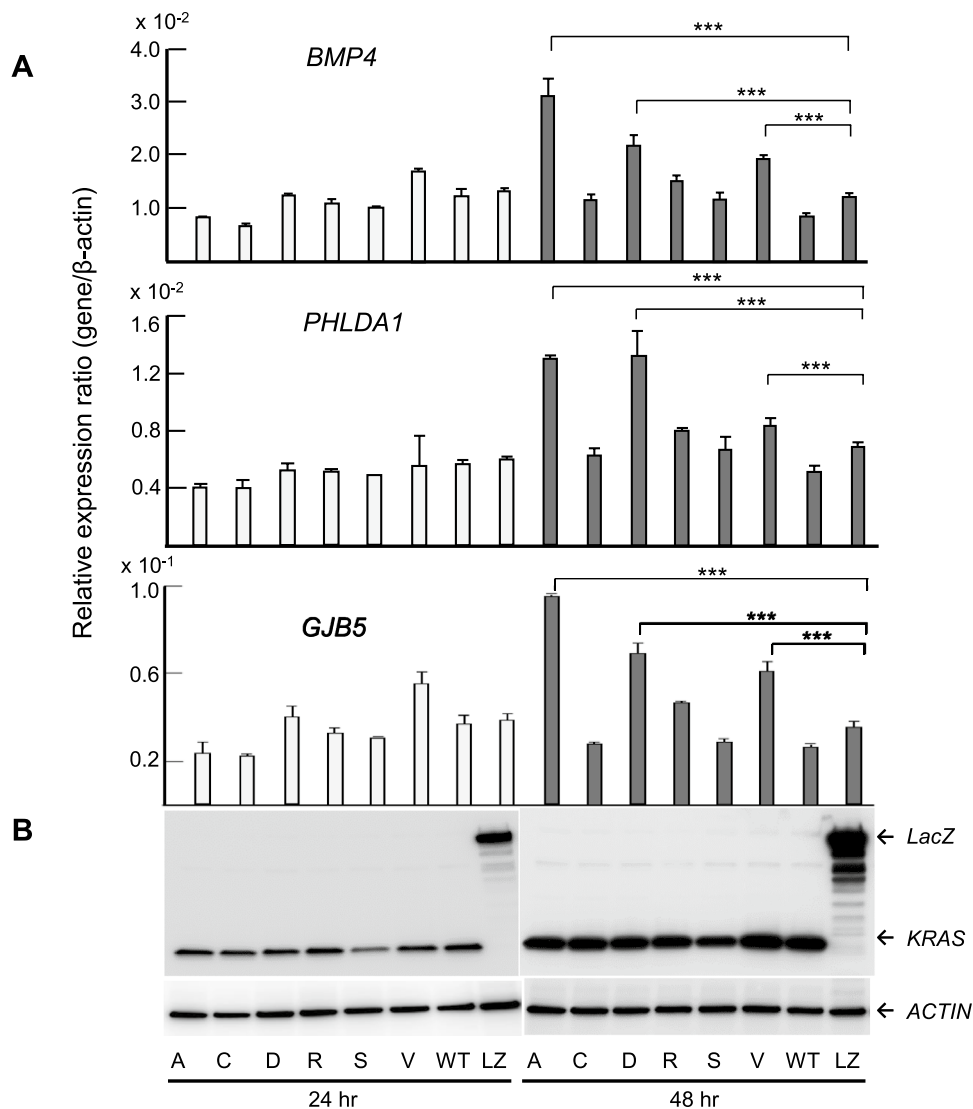 A
Relative expression ratio (gene/β-actin)
x 10-2
BMP4
4.0
3.0
2.0
1.0
***
***
***
x 10-2
PHLDA1
1.6
1.2
0.8
0.4
***
***
***
x 10-1
GJB5
1.0
0.6
0.2
***
***
***
B
← LacZ
← KRAS
← ACTIN
A C D R S V WT LZ A C D R S V WT LZ
24 hr 48 hr